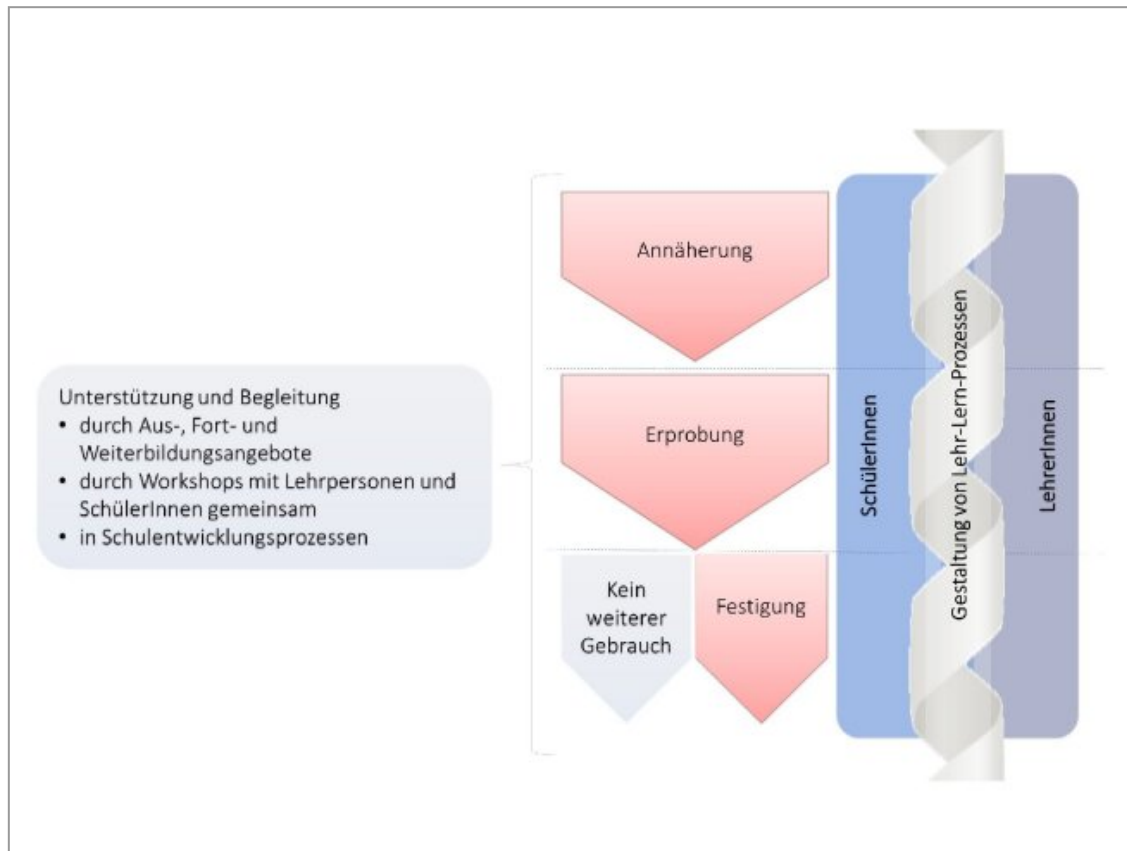 Unterstützung und Begleitung
• durch Aus-, Fort- und
Weiterbildungsangebote
• durch Workshops mit Lehrpersonen und
SchülerInnen gemeinsam
• in Schulentwicklungsprozessen
Annäherung
Erprobung
Kein
weiterer
Gebrauch
Festigung
SchülerInnen
Gestaltung von Lehr-Lern-Prozessen
LehrerInnen